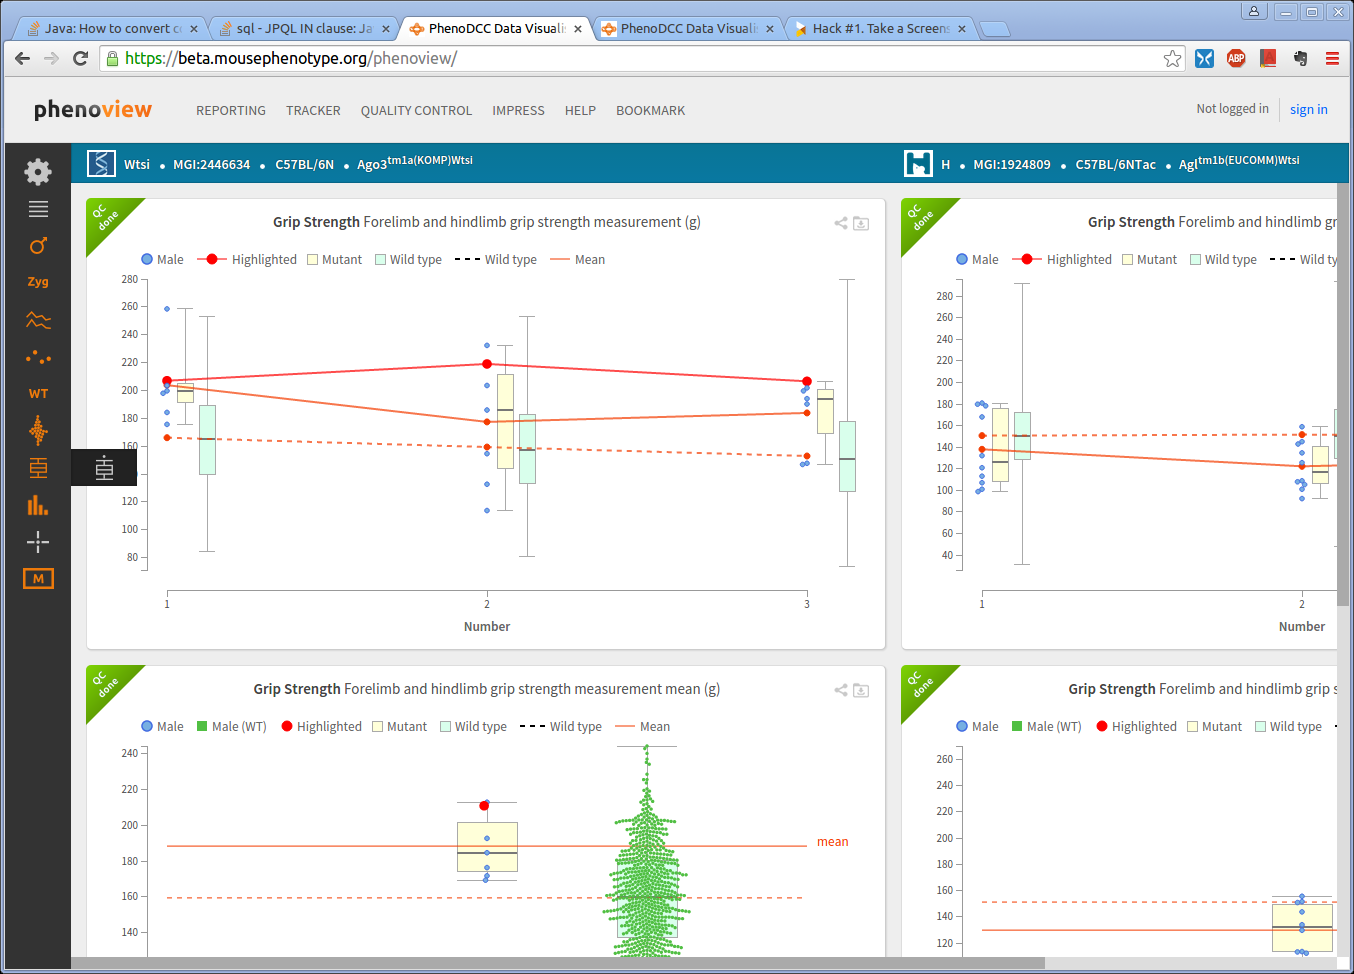 Java: How to convert c
sql - JPQL IN clause: Ja
PhenoDCC Data Visuali
PhenoDCC Data Visuali
Hack #1. Take a Screens
https://beta.mousephenotype.org/phenoview/
ABP
phenoview
REPORTING
TRACKER
QUALITY CONTROL
IMPRESS
HELP
BOOKMARK
Not logged in
sign in
Wtsi • MGI:2446634 • C57BL/6N • Ago3tm1a(KOMP)Wtsi
H • MGI:1924809 • C57BL/6NTac • Agltm1b(EUCOMM)Wtsi
Zyg
WT
M
QC
done
Grip Strength Forelimb and hindlimb grip strength measurement (g)
Male
Highlighted
Mutant
Wild type
Wild type
Mean
280
260
240
220
200
180
160
120
100
80
1
2
3
Number
QC
done
Grip Strength Forelimb and hindlimb gr
Male
Highlighted
Mutant
Wild type
Wild ty
280
260
240
220
200
180
160
140
120
100
80
60
40
1
2
Number
QC
done
Grip Strength Forelimb and hindlimb grip strength measurement mean (g)
Male
Male (WT)
Highlighted
Mutant
Wild type
Wild type
Mean
240
220
200
180
160
140
mean
QC
done
Grip Strength Forelimb and hindlimb grip s
Male
Male (WT)
Highlighted
Mutant
Wild type
260
240
220
200
180
160
140
120